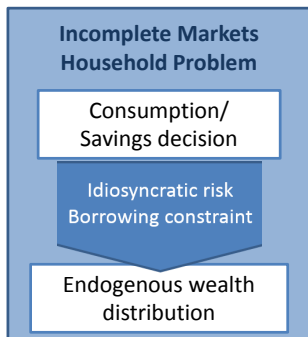 Incomplete Markets
Household Problem
Consumption/
Savings decision
Idiosyncratic risk
Borrowing constraint
Endogenous wealth
distribution